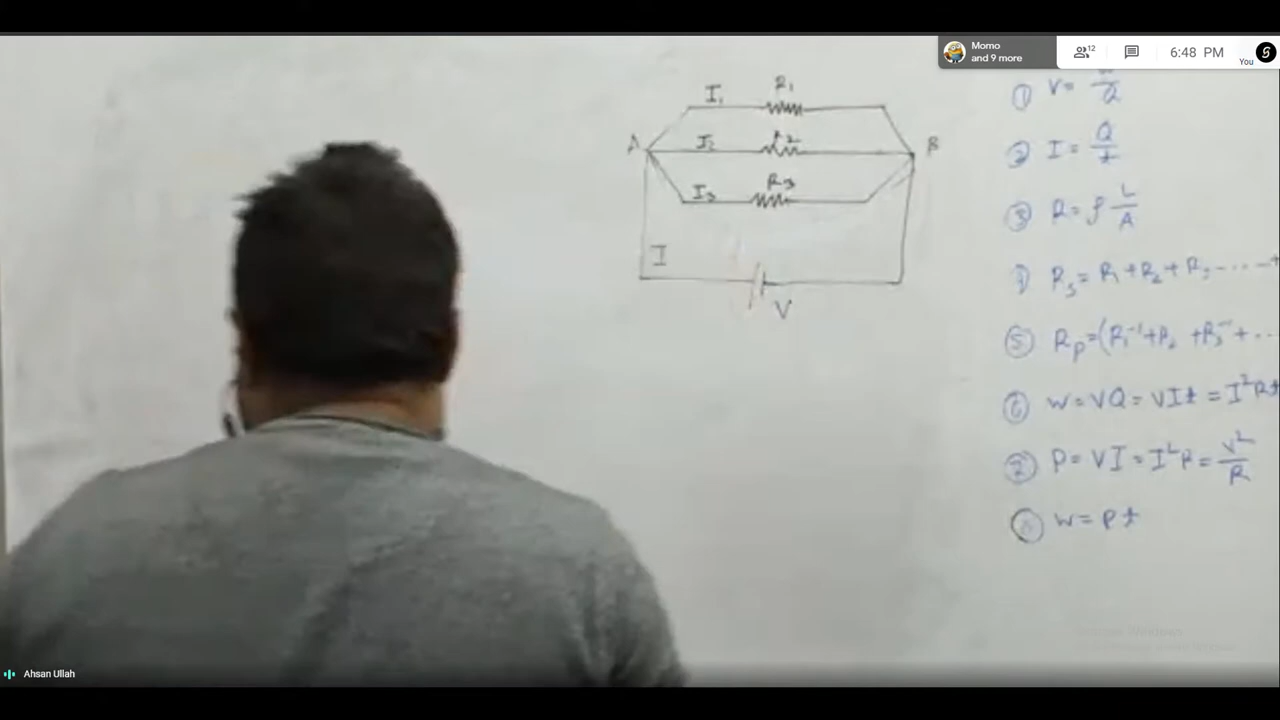 Momo
and 9 more
12
6:48 PM
You
I₁ R₁
A I₂ R₂ B
I₃ R₃
I
V
① V =
Q
② I = Q/t
③ R = ρ L/A
④ Rₛ = R₁ + R₂ + R₃ ----- +
⑤ Rₚ = (R₁⁻¹ + R₂ + R₃⁻¹ + ...
⑥ W = VQ = VIt = I²Rt
⑦ P = VI = I²R = V²/R
⑧ W = Pt
Ahsan Ullah